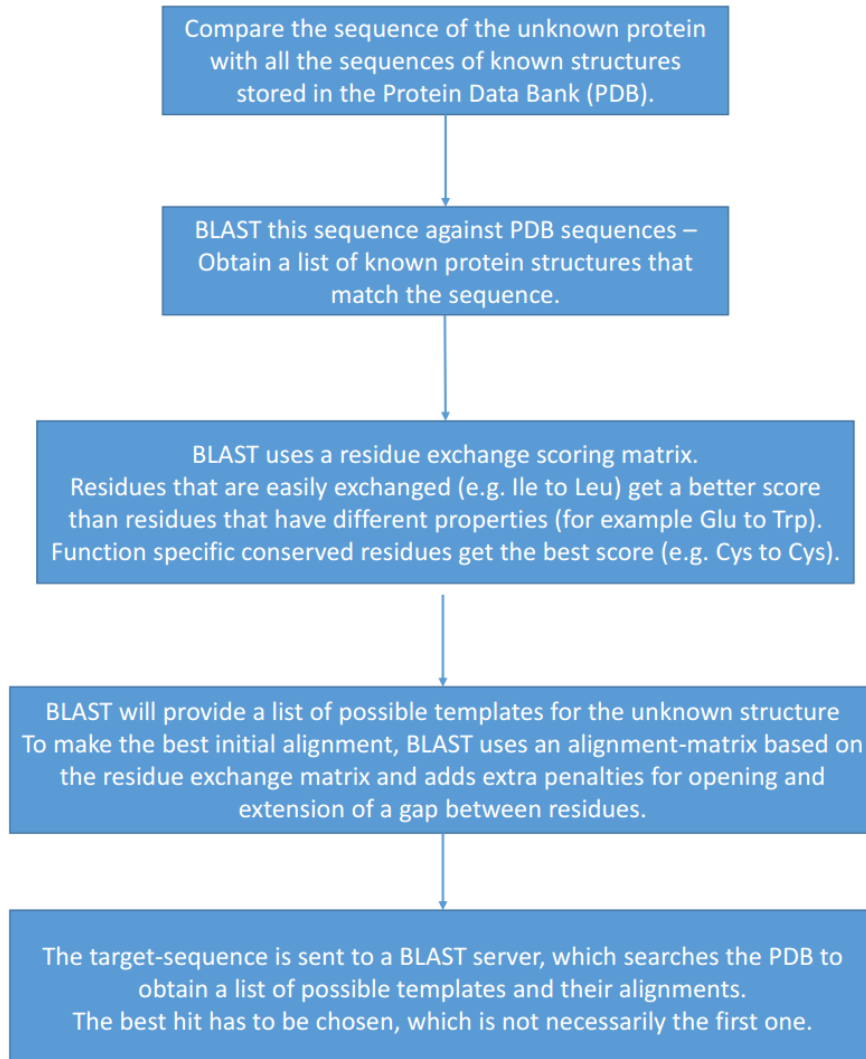 Compare the sequence of the unknown protein
with all the sequences of known structures
stored in the Protein Data Bank (PDB).
BLAST this sequence against PDB sequences –
Obtain a list of known protein structures that
match the sequence.
BLAST uses a residue exchange scoring matrix.
Residues that are easily exchanged (e.g. Ile to Leu) get a better score
than residues that have different properties (for example Glu to Trp).
Function specific conserved residues get the best score (e.g. Cys to Cys).
BLAST will provide a list of possible templates for the unknown structure
To make the best initial alignment, BLAST uses an alignment-matrix based on
the residue exchange matrix and adds extra penalties for opening and
extension of a gap between residues.
The target-sequence is sent to a BLAST server, which searches the PDB to
obtain a list of possible templates and their alignments.
The best hit has to be chosen, which is not necessarily the first one.